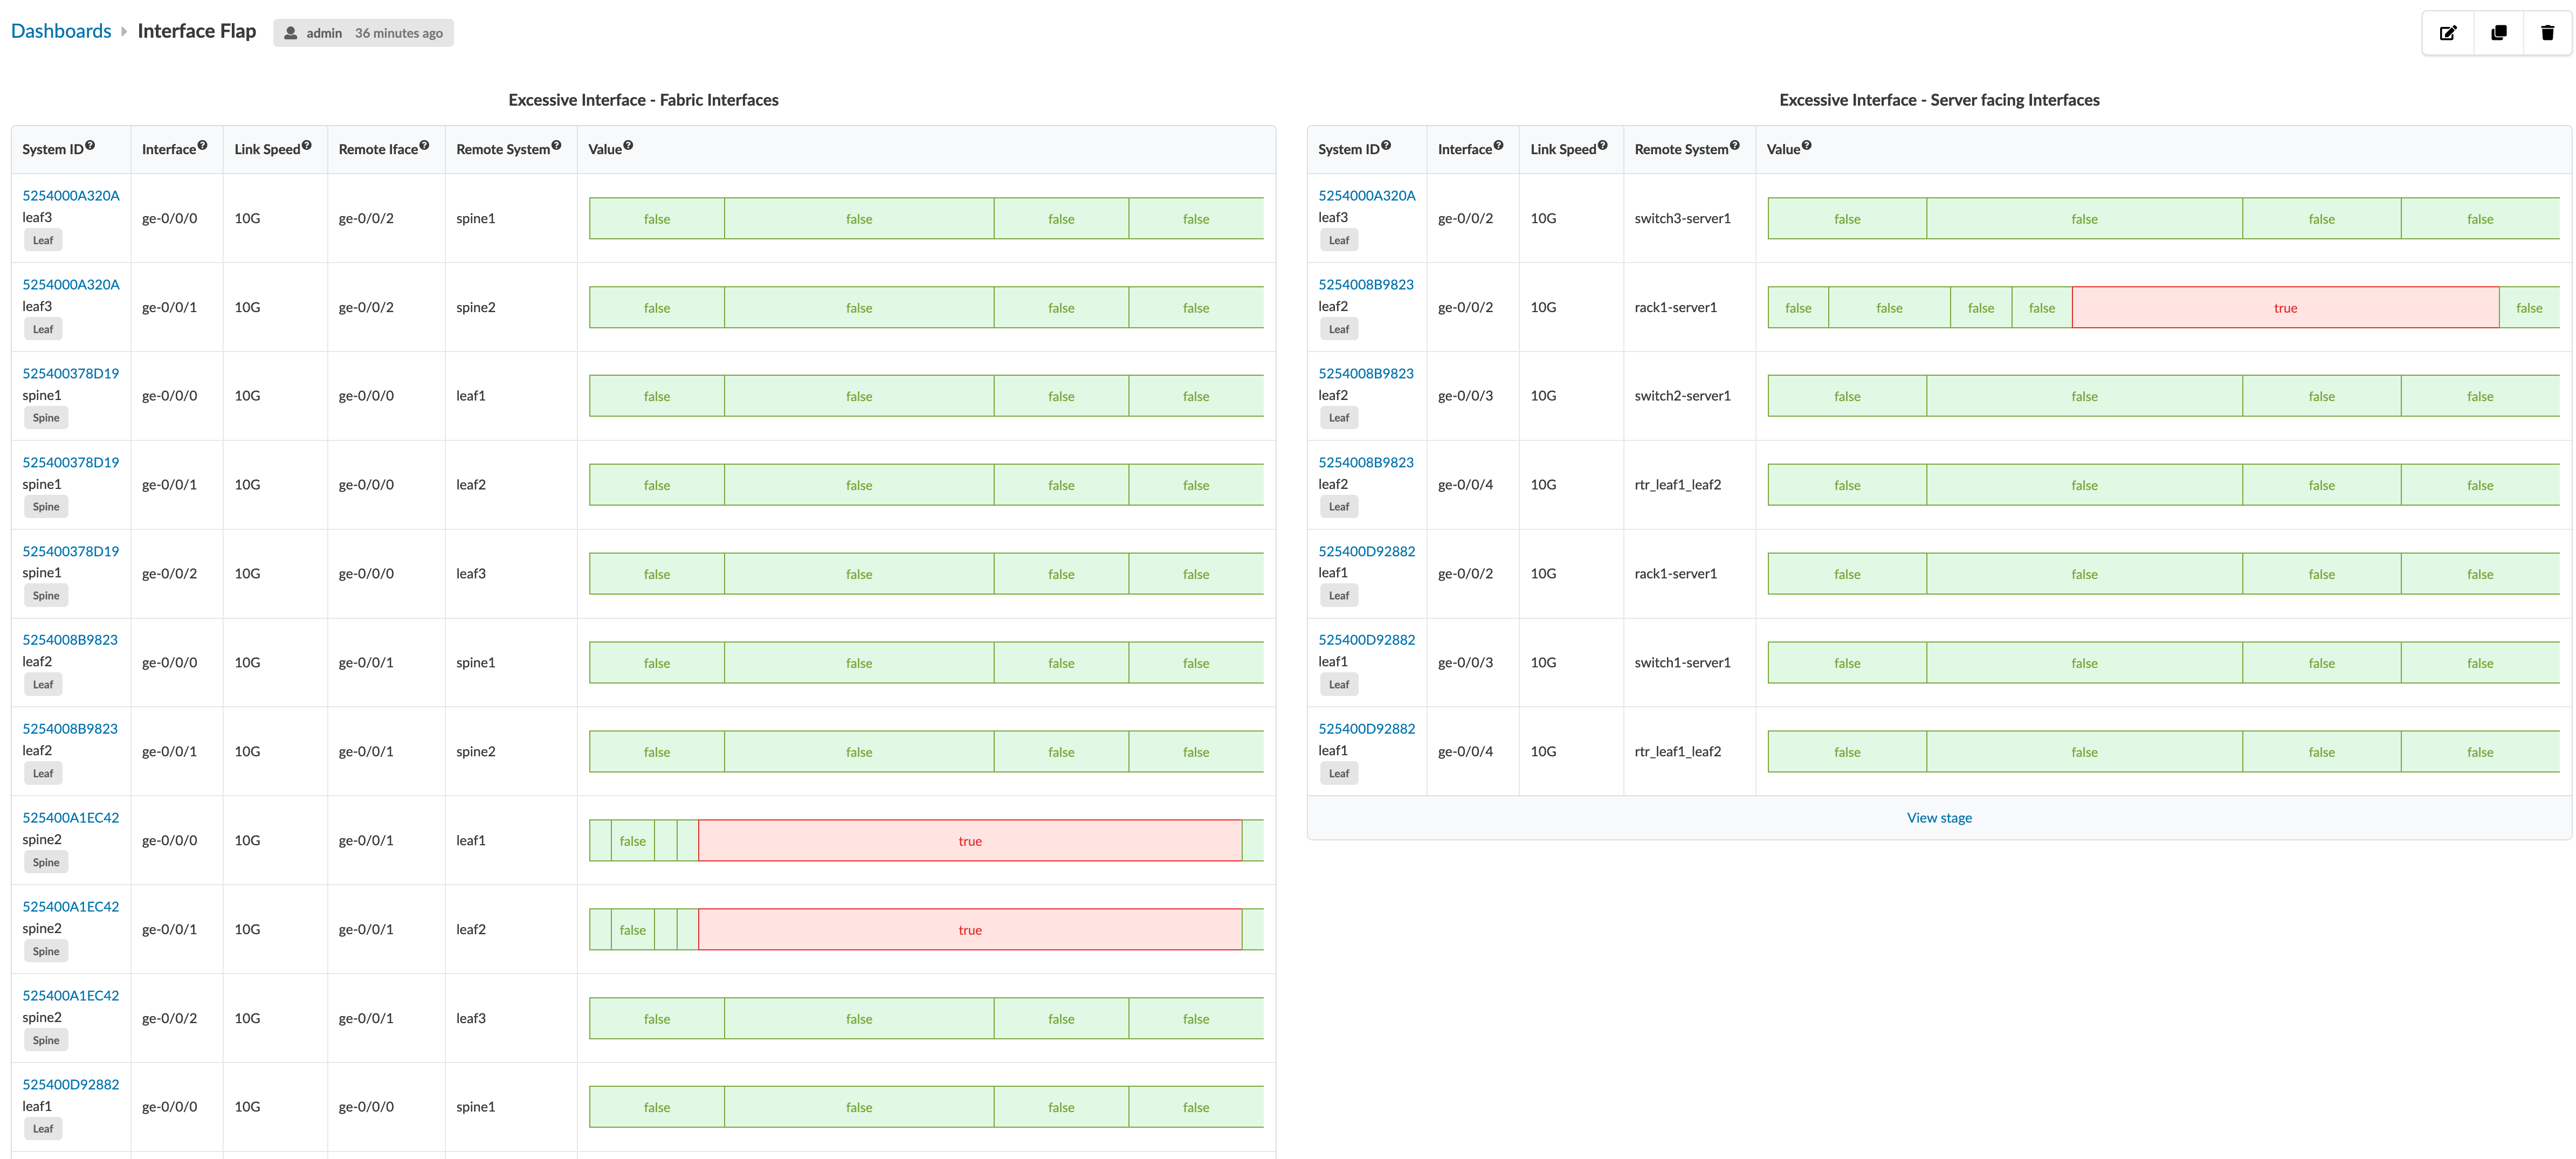 Dashboards Interface Flap admin 36 minutes ago
Excessive Interface - Fabric Interfaces
System ID Interface Link Speed Remote Iface Remote System Value
5254000A320A
leaf3 ge-0/0/0 10G ge-0/0/2 spine1 false false false false
Leaf
5254000A320A
leaf3 ge-0/0/1 10G ge-0/0/2 spine2 false false false false
Leaf
525400378D19
spine1 ge-0/0/0 10G ge-0/0/0 leaf1 false false false false
Spine
525400378D19
spine1 ge-0/0/1 10G ge-0/0/0 leaf2 false false false false
Spine
525400378D19
spine1 ge-0/0/2 10G ge-0/0/0 leaf3 false false false false
Spine
5254008B9823
leaf2 ge-0/0/0 10G ge-0/0/1 spine1 false false false false
Leaf
5254008B9823
leaf2 ge-0/0/1 10G ge-0/0/1 spine2 false false false false
Leaf
525400A1EC42
spine2 ge-0/0/0 10G ge-0/0/1 leaf1 false true
Spine
525400A1EC42
spine2 ge-0/0/1 10G ge-0/0/1 leaf2 false true
Spine
525400A1EC42
spine2 ge-0/0/2 10G ge-0/0/1 leaf3 false false false false
Spine
525400D92882
leaf1 ge-0/0/0 10G ge-0/0/0 spine1 false false false false
Leaf
Excessive Interface - Server facing Interfaces
System ID Interface Link Speed Remote System Value
5254000A320A
leaf3 ge-0/0/2 10G switch3-server1 false false false false
Leaf
5254008B9823
leaf2 ge-0/0/2 10G rack1-server1 false false false false true false
Leaf
5254008B9823
leaf2 ge-0/0/3 10G switch2-server1 false false false false
Leaf
5254008B9823
leaf2 ge-0/0/4 10G rtr_leaf1_leaf2 false false false false
Leaf
525400D92882
leaf1 ge-0/0/2 10G rack1-server1 false false false false
Leaf
525400D92882
leaf1 ge-0/0/3 10G switch1-server1 false false false false
Leaf
525400D92882
leaf1 ge-0/0/4 10G rtr_leaf1_leaf2 false false false false
Leaf
View stage